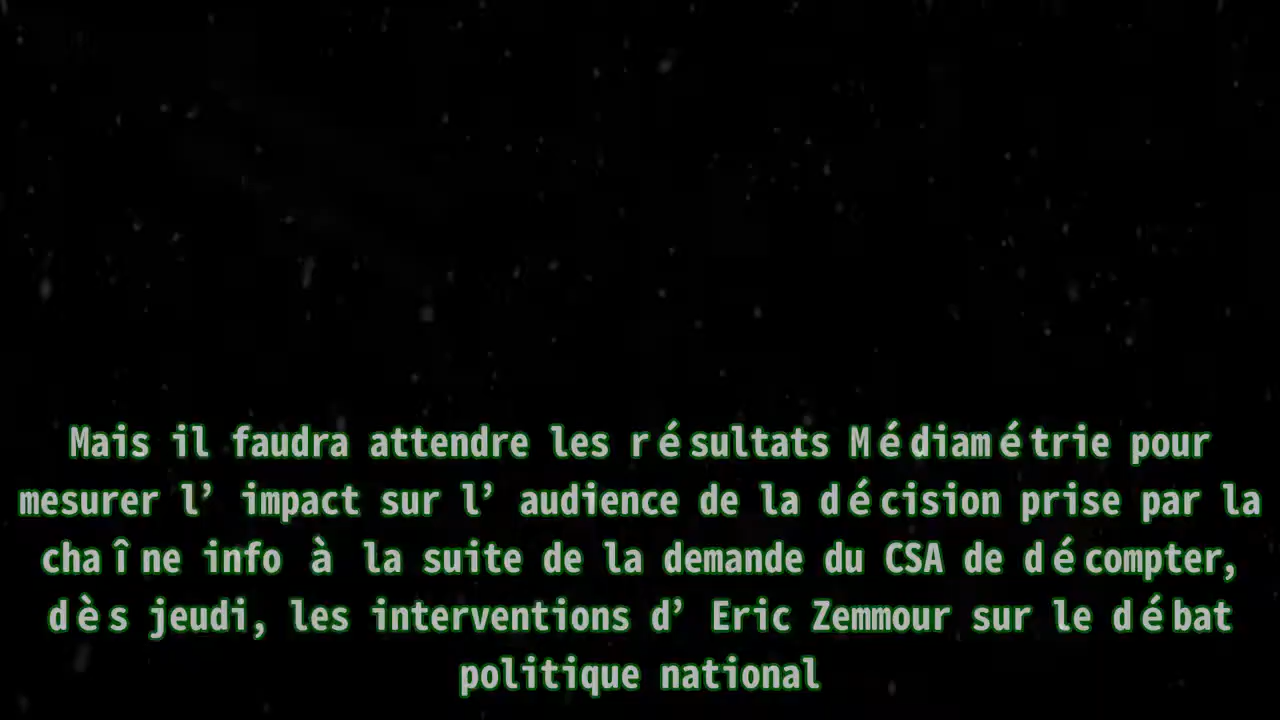 Mais il faudra attendre les résultats Médiamétrie pour
mesurer l’impact sur l’audience de la décision prise par la
chaîne info à la suite de la demande du CSA de décompter,
dès jeudi, les interventions d’Eric Zemmour sur le débat
politique national